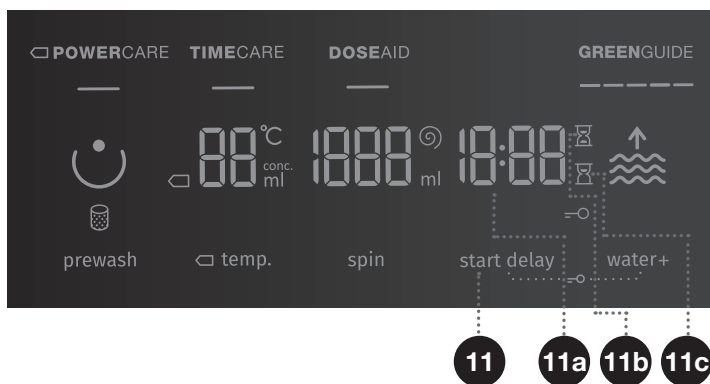 POWERCARE TIMECARE DOSEAID GREENGUIDE
88 °C 1888 18:88
conc.
ml ml
prewash temp. spin start delay water+
11 11a 11b 11c